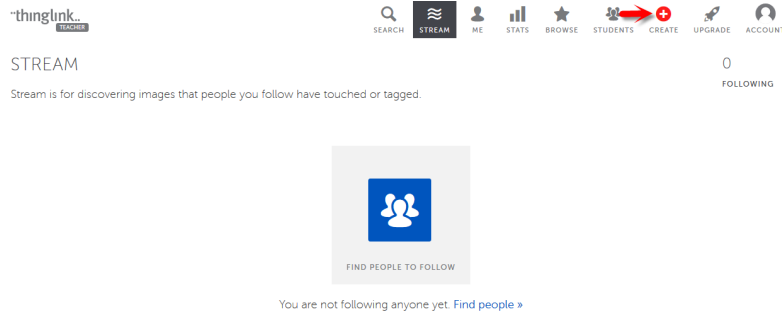 thinglink..
TEACHER
SEARCH STREAM ME STATS BROWSE STUDENTS CREATE UPGRADE ACCOUNT
STREAM
0
FOLLOWING
Stream is for discovering images that people you follow have touched or tagged.
FIND PEOPLE TO FOLLOW
You are not following anyone yet. Find people »